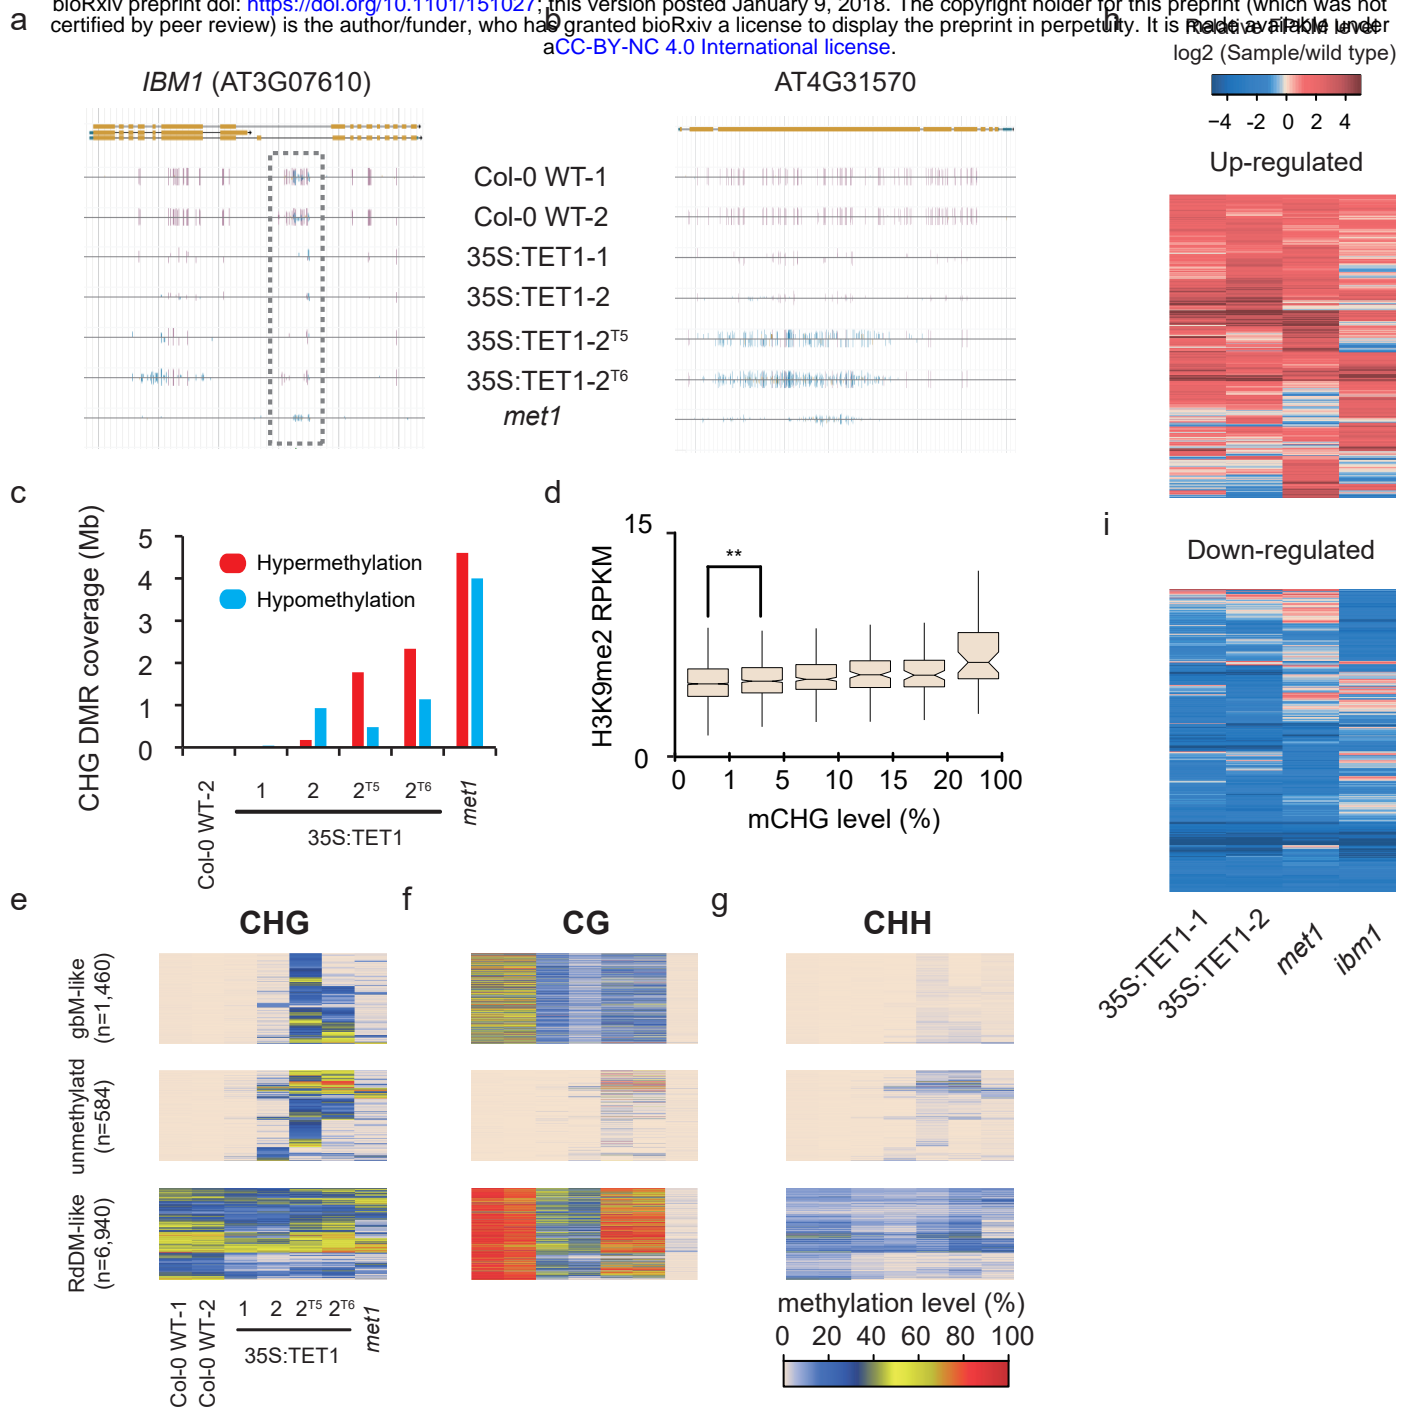 bioRxiv preprint doi: https://doi.org/10.1101/151027; this version posted January 9, 2018. The copyright holder for this preprint (which was not
certified by peer review) is the author/funder, who has granted bioRxiv a license to display the preprint in perpetuity. It is made available under
aCC-BY-NC 4.0 International license.
a
b
IBM1 (AT3G07610)
AT4G31570
Col-0 WT-1
Col-0 WT-2
35S:TET1-1
35S:TET1-2
35S:TET1-2T5
35S:TET1-2T6
met1
h
Relative FPKM level
log2 (Sample/wild type)
−4 -2 0 2 4
Up-regulated
c
CHG DMR coverage (Mb)
5
4
3
2
1
0
Hypermethylation
Hypomethylation
Col-0 WT-2
1 2 2T5 2T6
met1
35S:TET1
d
H3K9me2 RPKM
15
0
**
0 1 5 10 15 20 100
mCHG level (%)
i
Down-regulated
35S:TET1-1
35S:TET1-2
met1
ibm1
e
f
g
CHG
CG
CHH
gbM-like
(n=1,460)
unmethylatd
(n=584)
RdDM-like
(n=6,940)
Col-0 WT-1
Col-0 WT-2
1 2 2T5 2T6
met1
35S:TET1
methylation level (%)
0 20 40 60 80 100